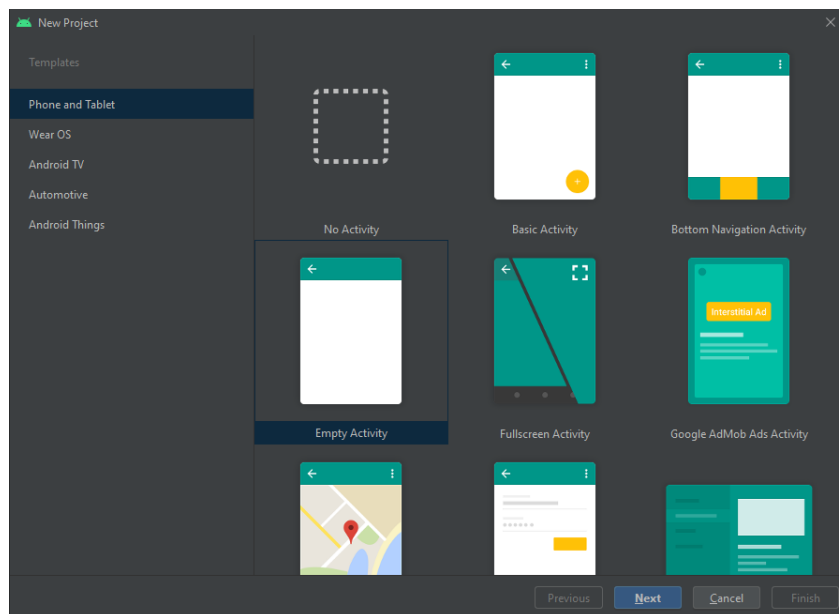 New Project
Templates
Phone and Tablet
Wear OS
Android TV
Automotive
Android Things
No Activity
Basic Activity
Bottom Navigation Activity
Interstitial Ad
Empty Activity
Fullscreen Activity
Google AdMob Ads Activity
Previous
Next
Cancel
Finish